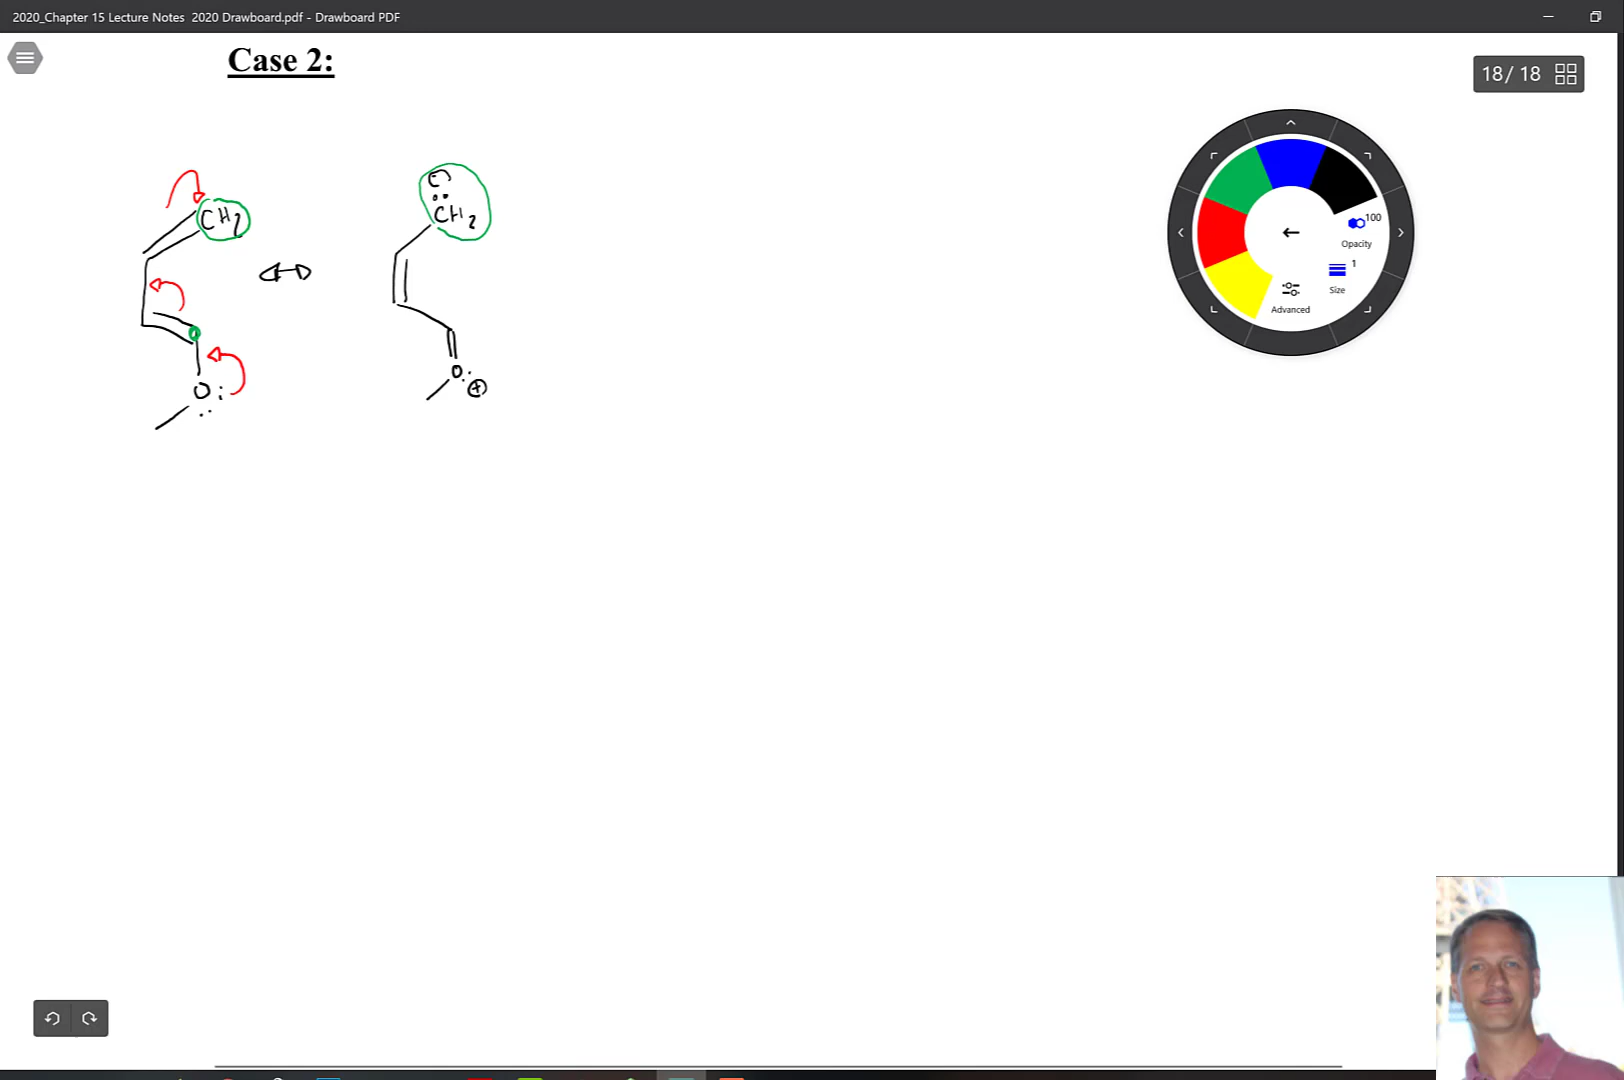 2020_Chapter 15 Lecture Notes 2020 Drawboard.pdf - Drawboard PDF
Case 2:
18/ 18
100
Opacity
1
Size
Advanced
CH2
O:
(-)
CH2
O:
(+)